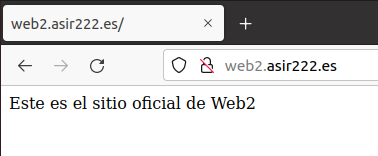 web2.asir222.es/
web2.asir222.es
Este es el sitio oficial de Web2